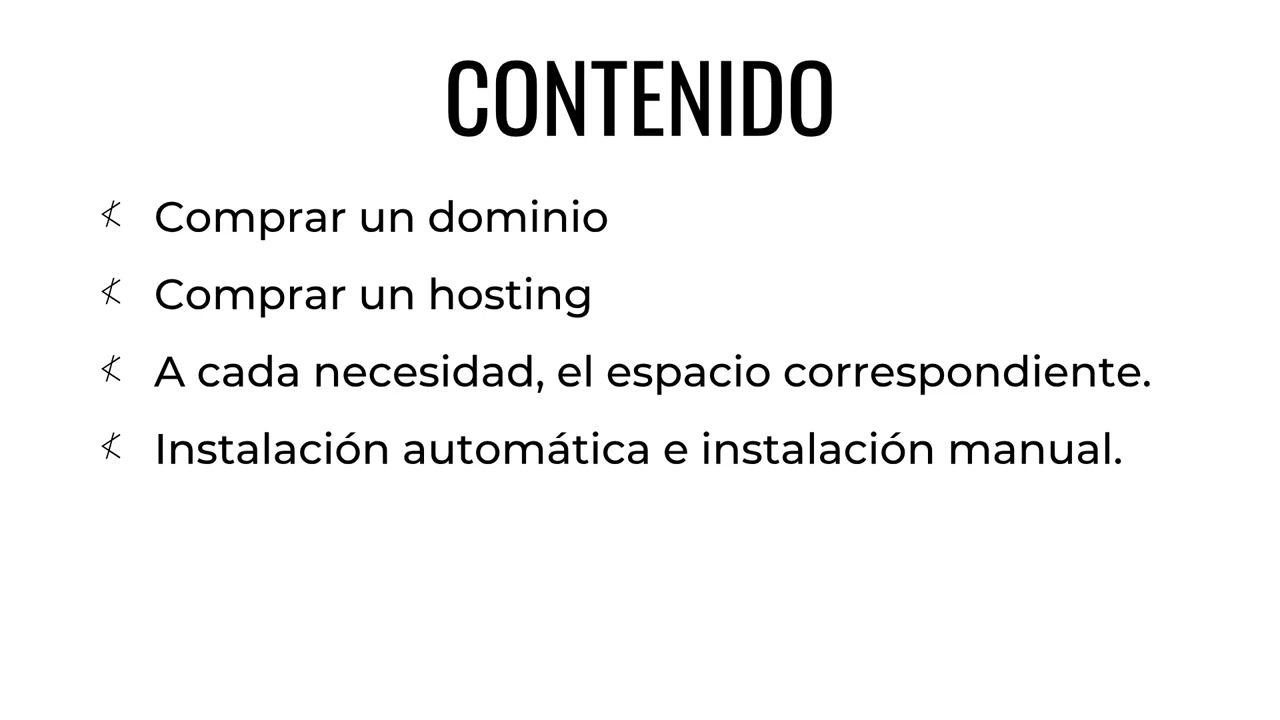 CONTENIDO
Comprar un dominio
Comprar un hosting
A cada necesidad, el espacio correspondiente.
Instalación automática e instalación manual.